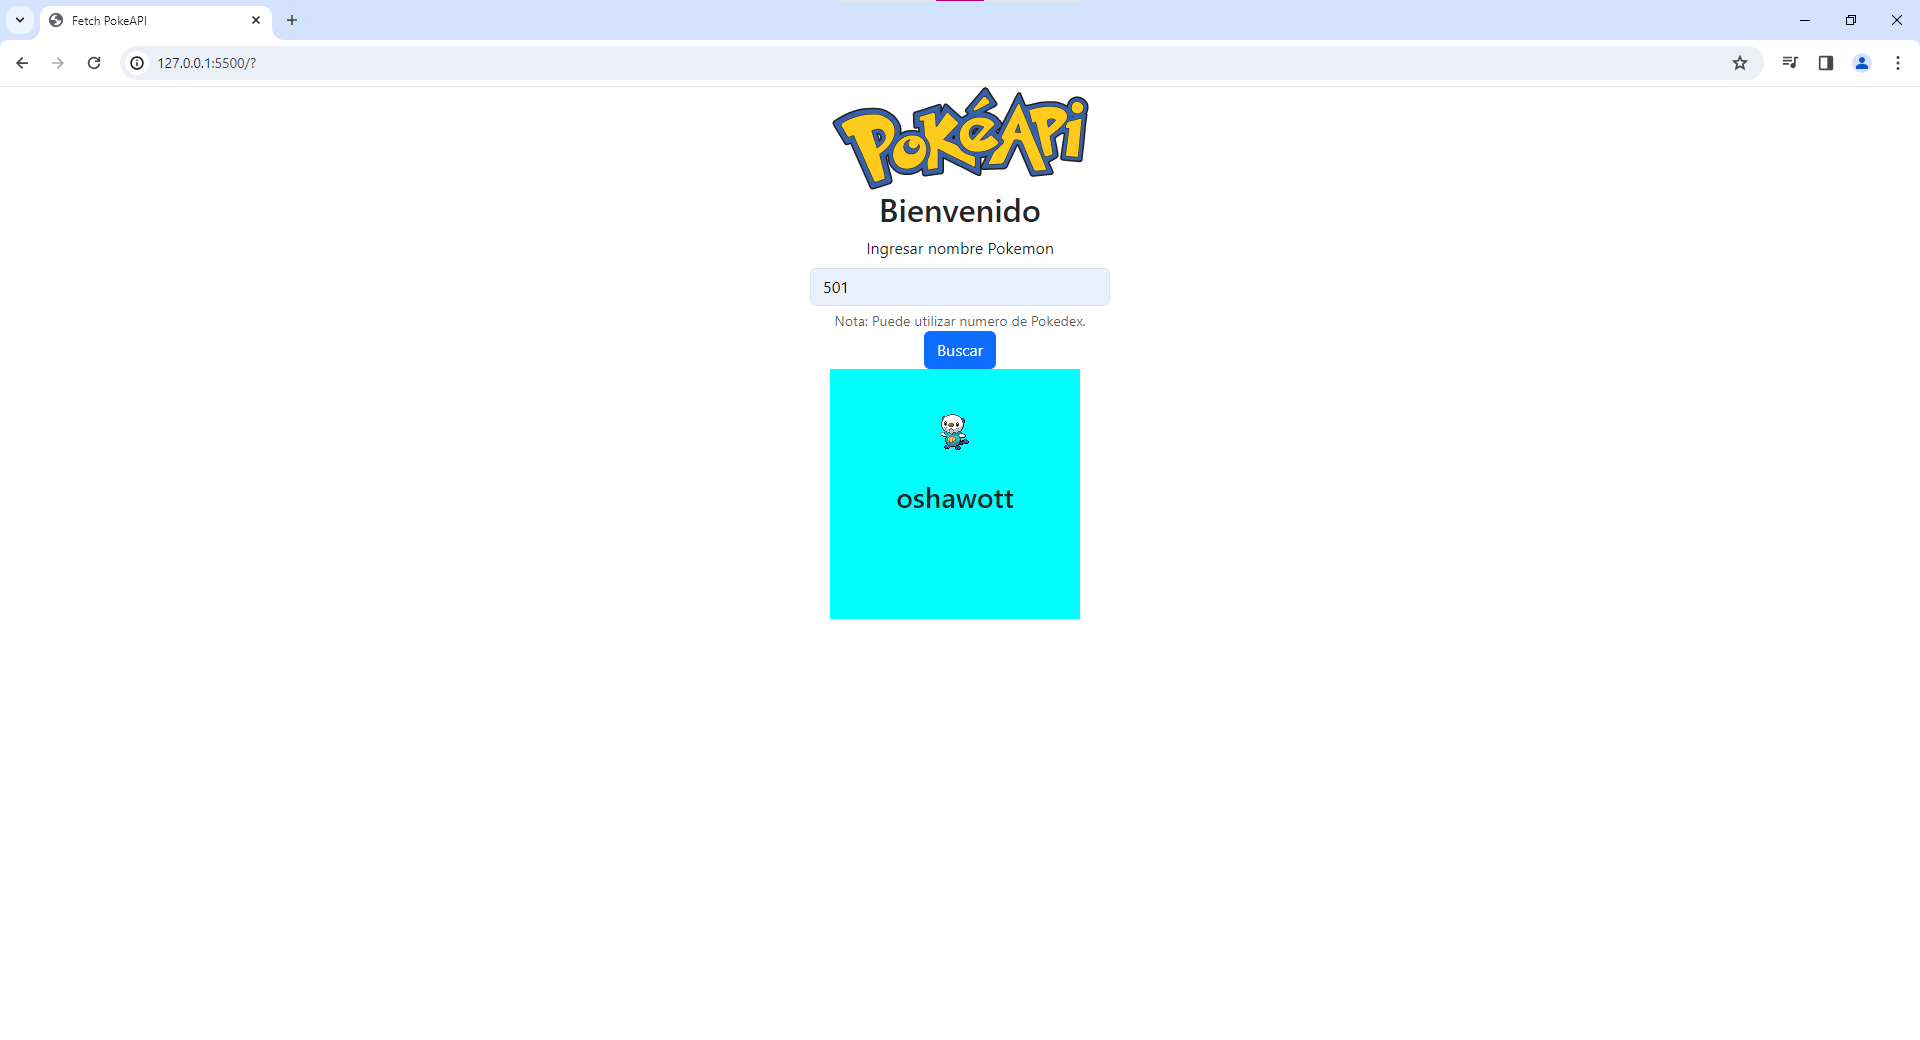 Fetch PokeAPI
127.0.0.1:5500/?
PokéAPi
Bienvenido
Ingresar nombre Pokemon
501
Nota: Puede utilizar numero de Pokedex.
Buscar
oshawott